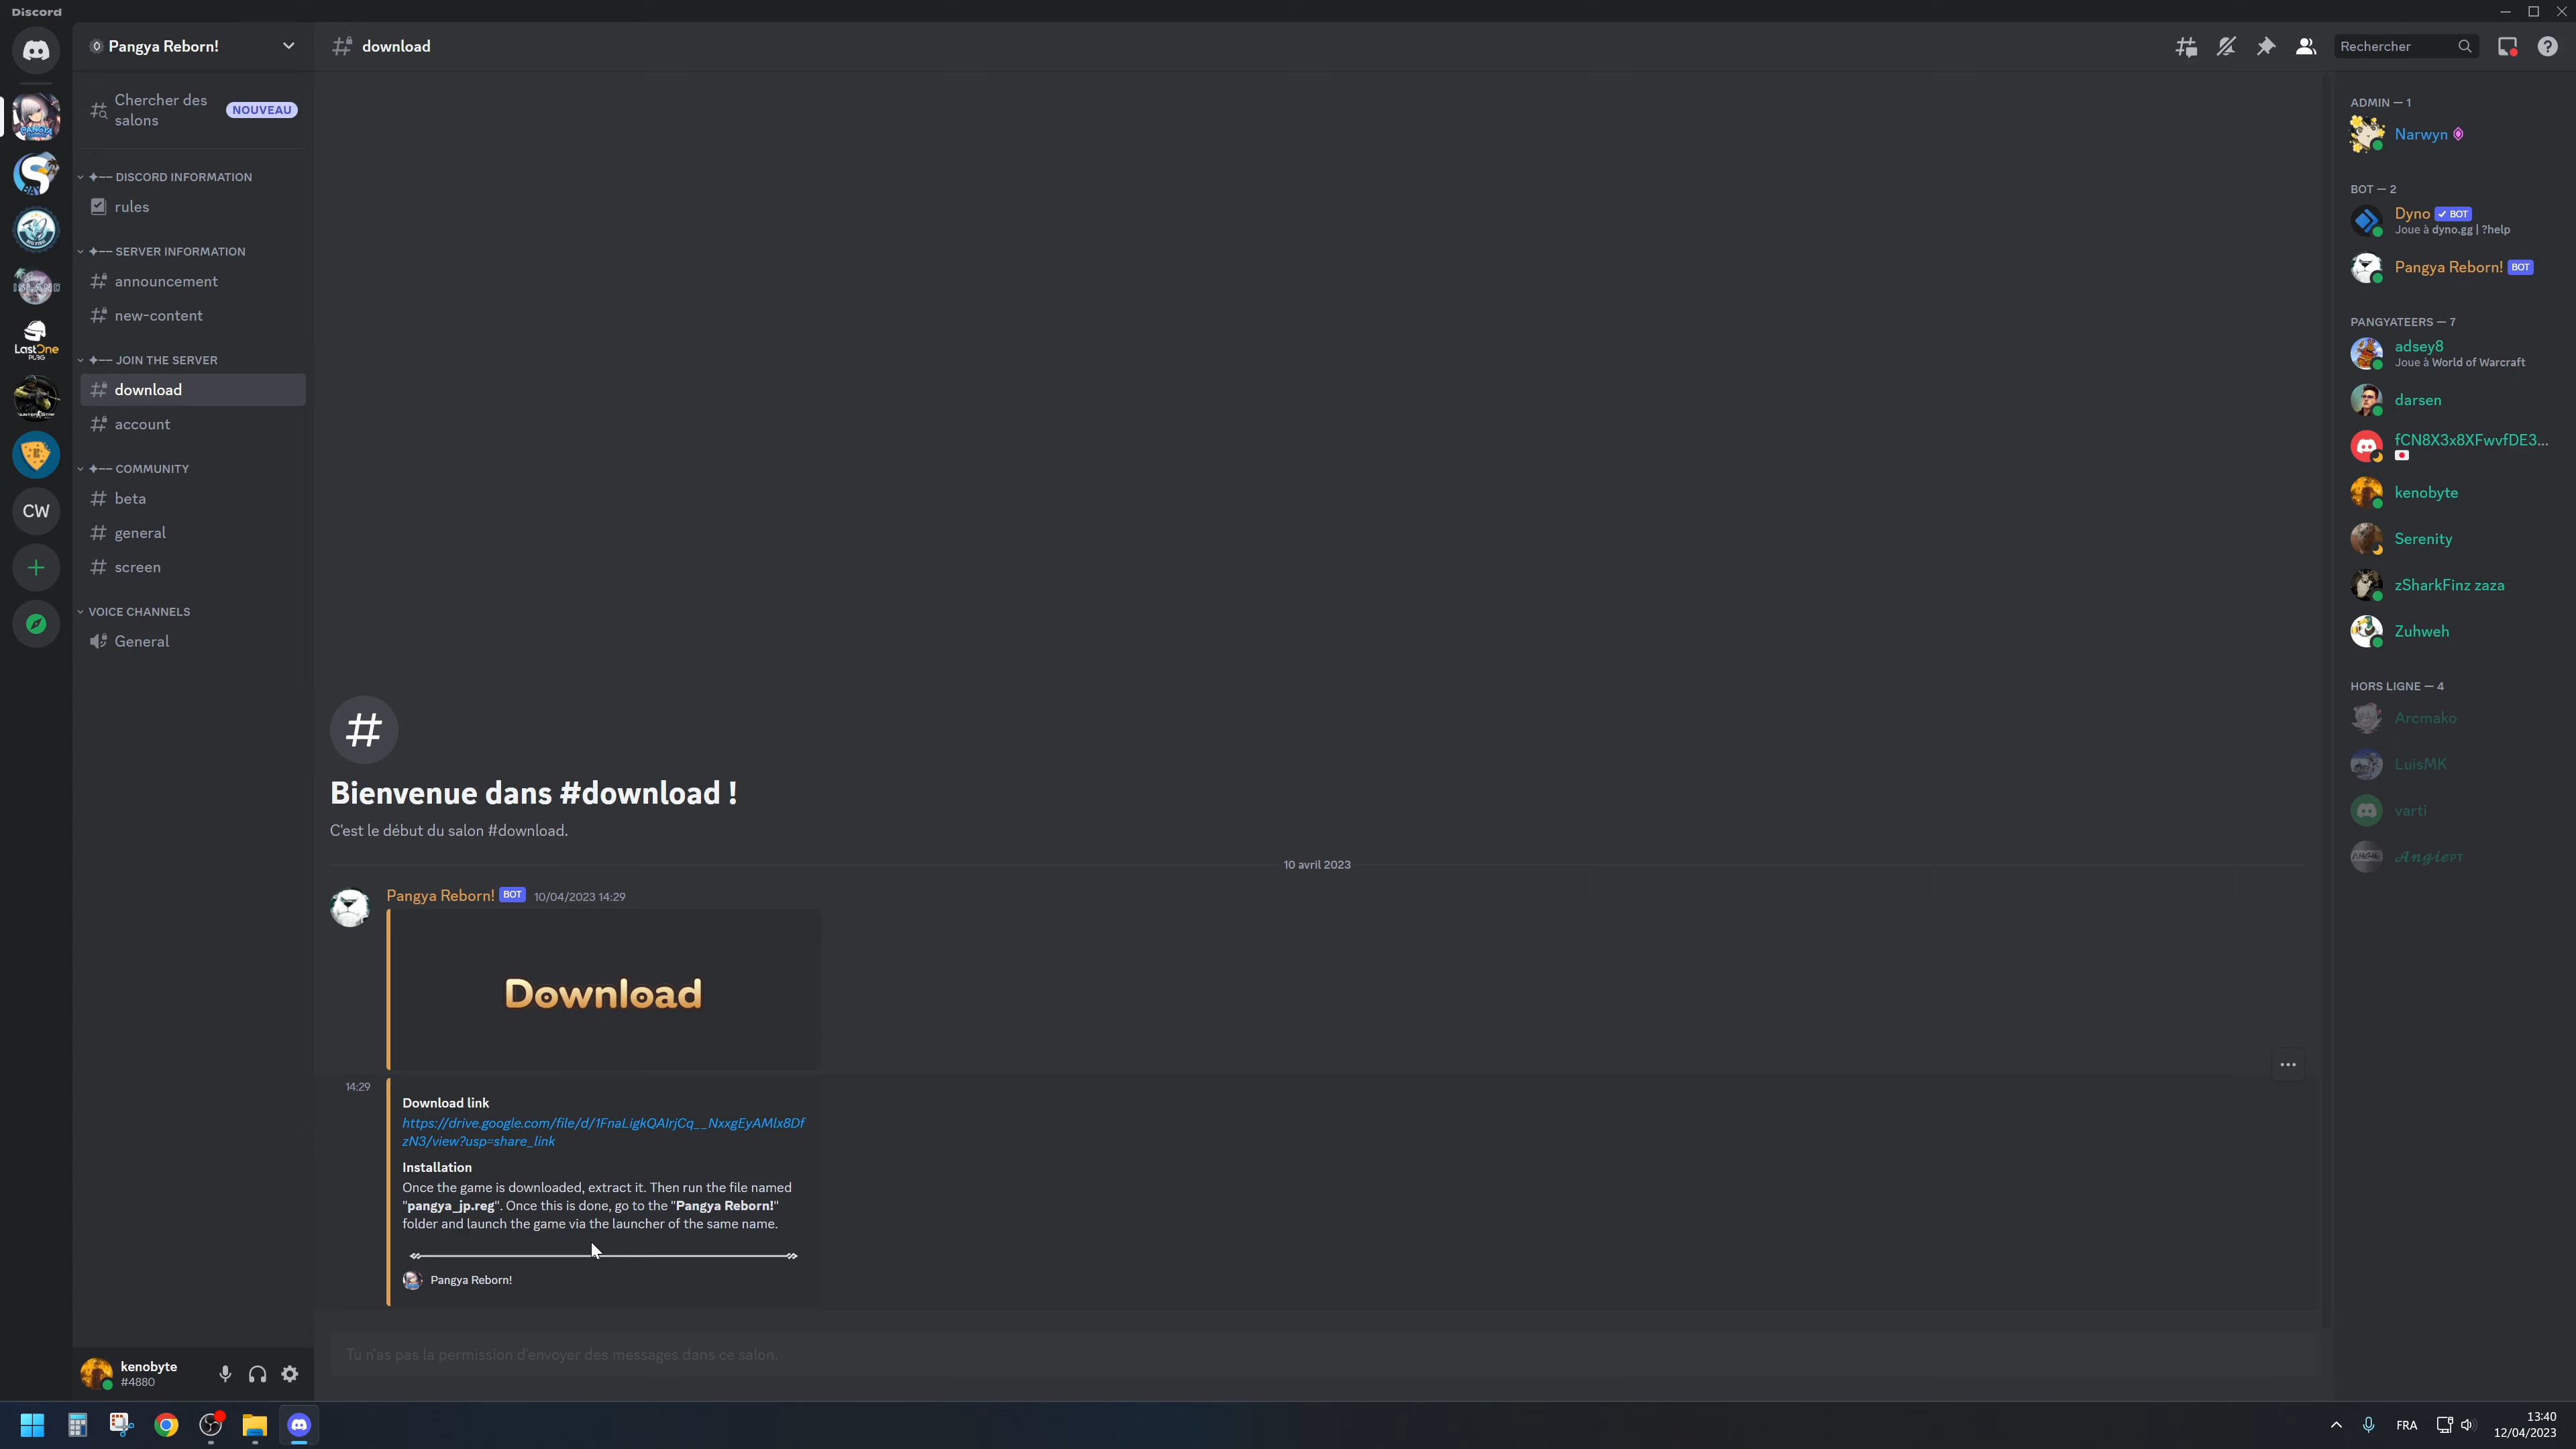 Discord
Pangya Reborn!
download
Rechercher
Chercher des
salons
NOUVEAU
DISCORD INFORMATION
rules
SERVER INFORMATION
announcement
new-content
JOIN THE SERVER
download
account
COMMUNITY
beta
general
screen
VOICE CHANNELS
General
LastOne
PUBG
CW
Bienvenue dans #download !
C'est le début du salon #download.
10 avril 2023
Pangya Reborn! BOT 10/04/2023 14:29
Download
14:29
Download link
https://drive.google.com/file/d/1FnaLigkQAIrjCq__NxxgEyAMlx8Df
zN3/view?usp=share_link
Installation
Once the game is downloaded, extract it. Then run the file named
"pangya_jp.reg". Once this is done, go to the "Pangya Reborn!"
folder and launch the game via the launcher of the same name.
Pangya Reborn!
Tu n'as pas la permission d'envoyer des messages dans ce salon.
ADMIN — 1
Narwyn
BOT — 2
Dyno BOT
Joue à dyno.gg | ?help
Pangya Reborn! BOT
PANGYATEERS — 7
adsey8
Joue à World of Warcraft
darsen
fCN8X3x8XFwvfDE3...
kenobyte
Serenity
zSharkFinz zaza
Zuhweh
HORS LIGNE — 4
Arcmako
LuisMK
varti
AngiePT
kenobyte
#4880
FRA
13:40
12/04/2023